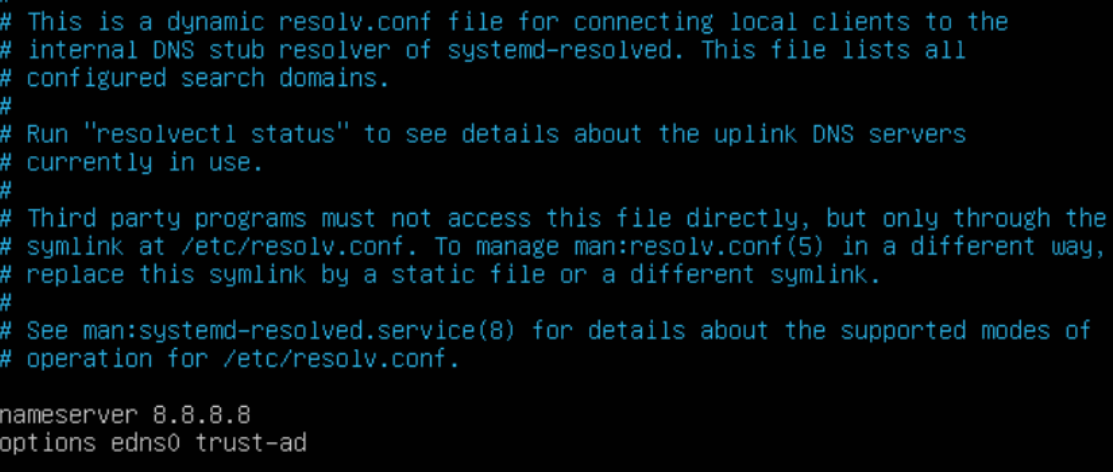 #
# This is a dynamic resolv.conf file for connecting local clients to the
# internal DNS stub resolver of systemd-resolved. This file lists all
# configured search domains.
#
# Run "resolvectl status" to see details about the uplink DNS servers
# currently in use.
#
# Third party programs must not access this file directly, but only through the
# symlink at /etc/resolv.conf. To manage man:resolv.conf(5) in a different way,
# replace this symlink by a static file or a different symlink.
#
# See man:systemd-resolved.service(8) for details about the supported modes of
# operation for /etc/resolv.conf.
nameserver 8.8.8.8
options edns0 trust-ad